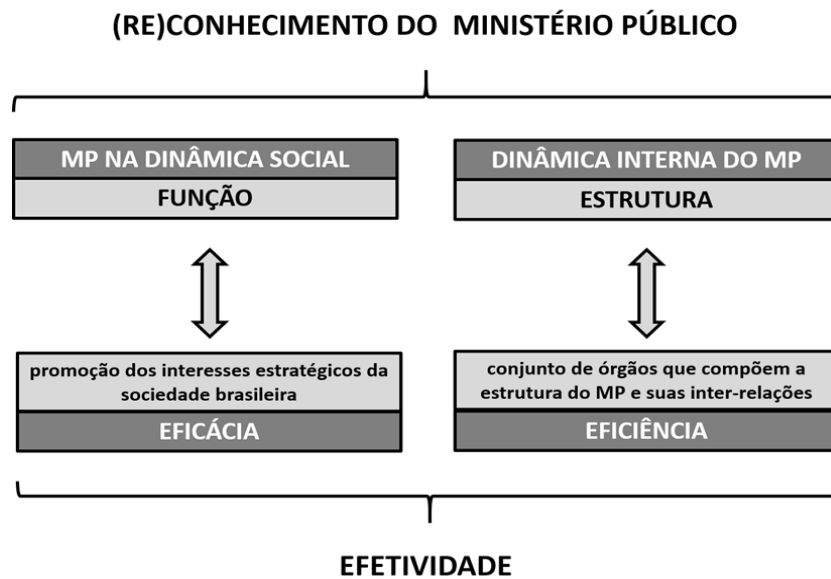 (RE)CONHECIMENTO DO MINISTÉRIO PÚBLICO
MP NA DINÂMICA SOCIAL
FUNÇÃO
DINÂMICA INTERNA DO MP
ESTRUTURA
promoção dos interesses estratégicos da
sociedade brasileira
EFICÁCIA
conjunto de órgãos que compõem a
estrutura do MP e suas inter-relações
EFICIÊNCIA
EFETIVIDADE